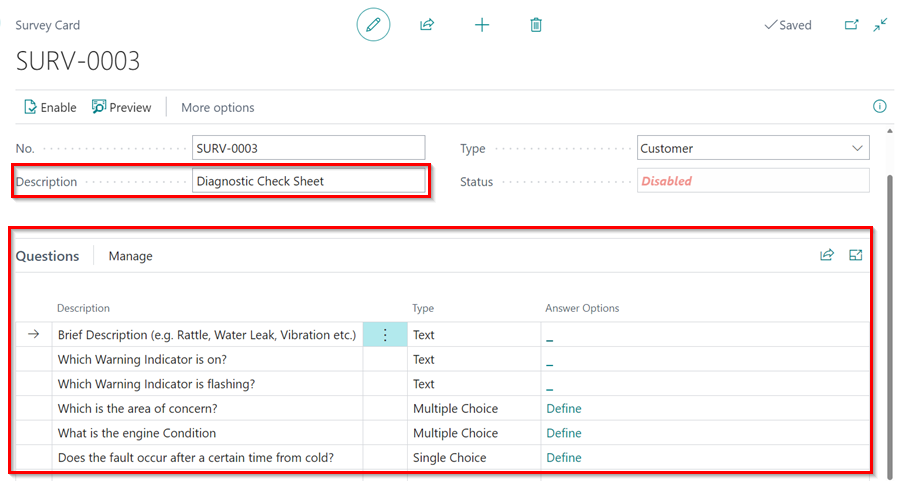 Survey Card
Saved
SURV-0003
Enable Preview More options
No. SURV-0003 Type Customer
Description Diagnostic Check Sheet Status Disabled
Questions Manage
Description Type Answer Options
Brief Description (e.g. Rattle, Water Leak, Vibration etc.) Text _
Which Warning Indicator is on? Text _
Which Warning Indicator is flashing? Text _
Which is the area of concern? Multiple Choice Define
What is the engine Condition Multiple Choice Define
Does the fault occur after a certain time from cold? Single Choice Define